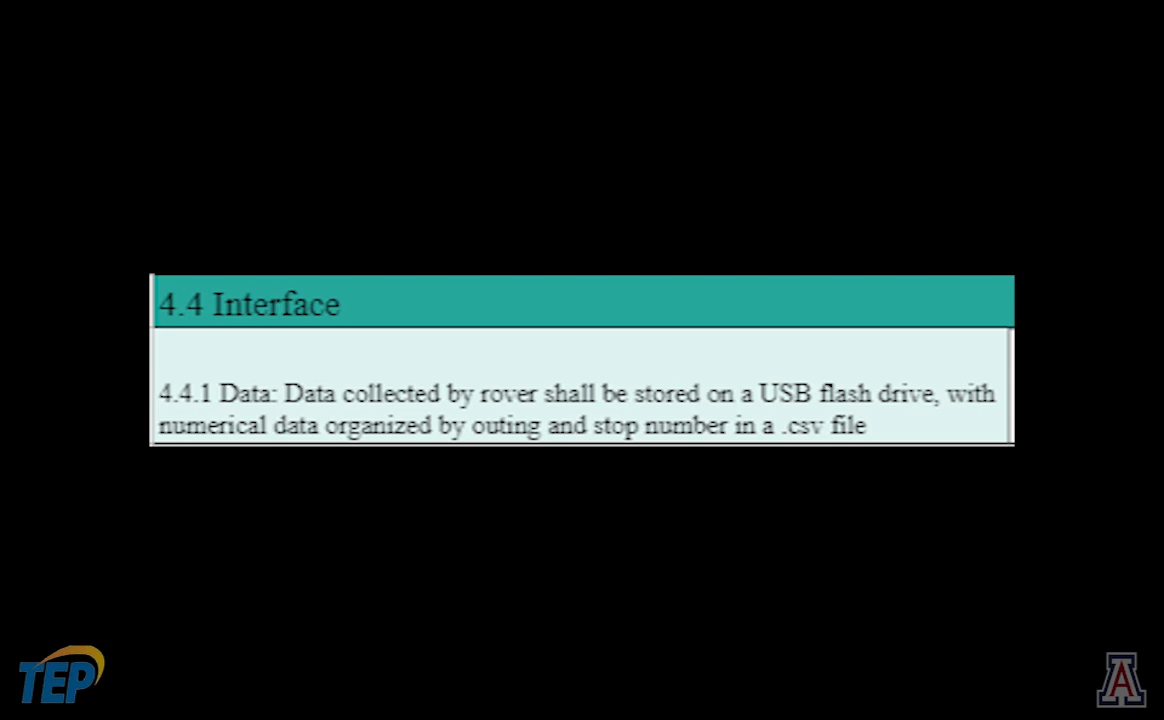 4.4 Interface
4.4.1 Data: Data collected by rover shall be stored on a USB flash drive, with
numerical data organized by outing and stop number in a .csv file
TEP
A